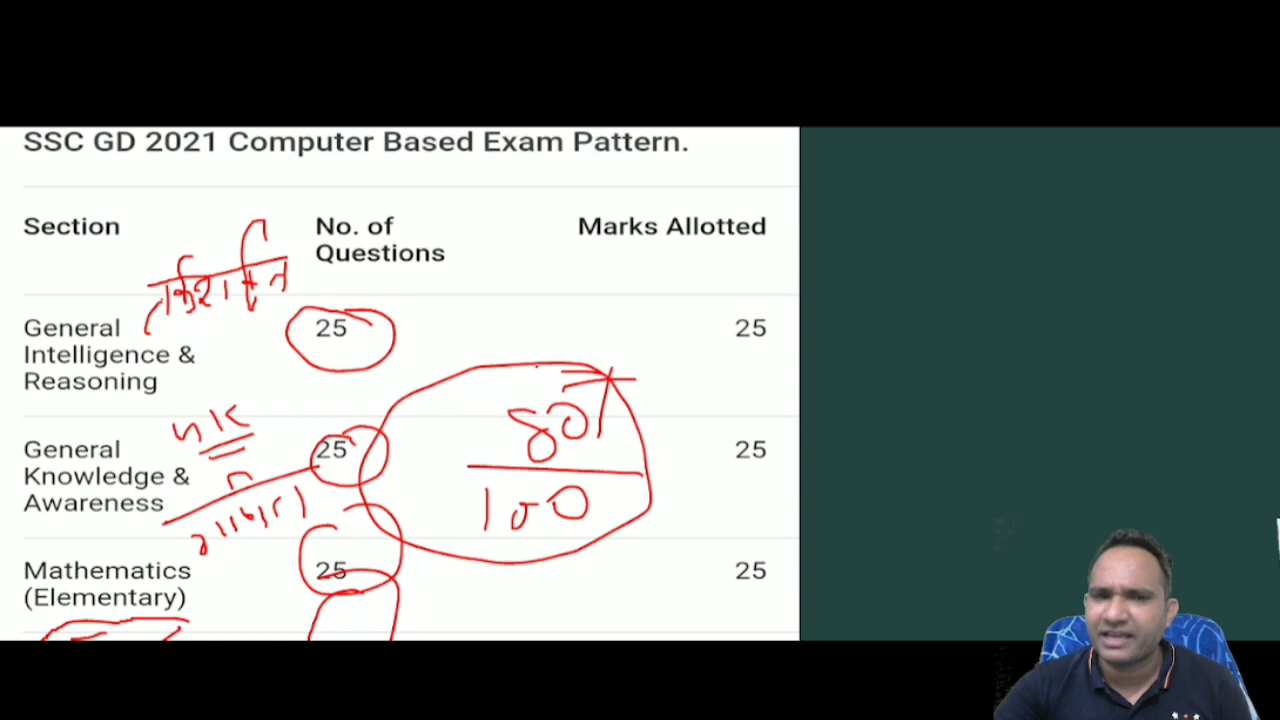 SSC GD 2021 Computer Based Exam Pattern.
Section
No. of Questions
Marks Allotted
General Intelligence & Reasoning
25
25
80%
100
General Knowledge & Awareness
25
25
Mathematics (Elementary)
25
25